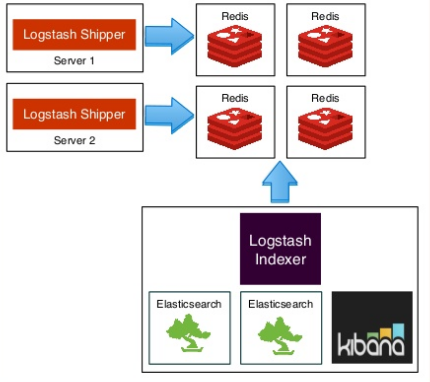 Logstash Shipper
Server 1
Redis
Redis
Logstash Shipper
Server 2
Redis
Redis
Logstash
Indexer
Elasticsearch
Elasticsearch
kibana